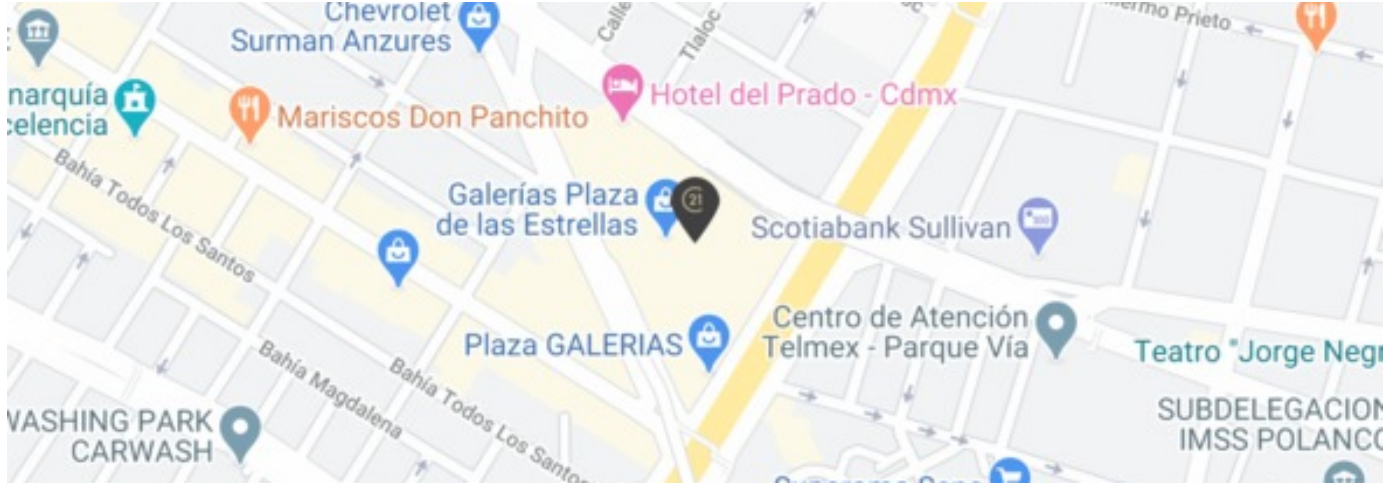 Chevrolet
Surman Anzures
Calle
Tlaloc
llermo Prieto
narquía
celencia
Mariscos Don Panchito
Hotel del Prado - Cdmx
Bahía Todos Los Santos
Galerías Plaza
de las Estrellas
21
Scotiabank Sullivan
Plaza GALERIAS
Centro de Atención
Telmex - Parque Vía
Teatro "Jorge Negr
Bahía Magdalena
Bahía Todos Los Santos
WASHING PARK
CARWASH
SUBDELEGACION
IMSS POLANCO